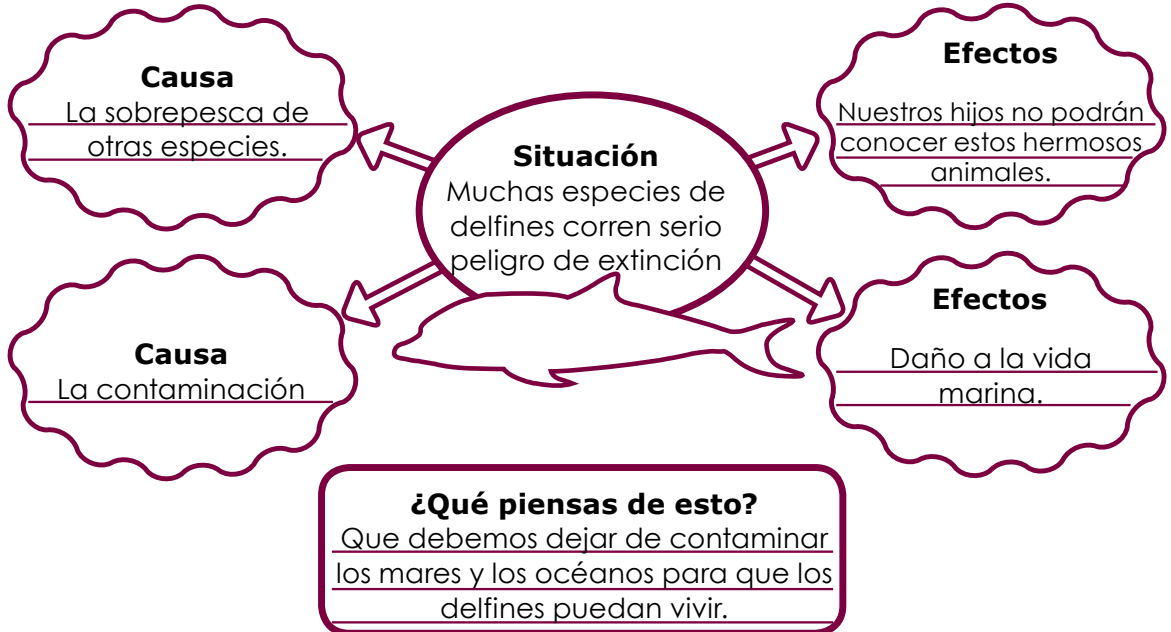 Causa
La sobrepesca de
otras especies.
Situación
Muchas especies de
delfines corren serio
peligro de extinción
Efectos
Nuestros hijos no podrán
conocer estos hermosos
animales.
Causa
La contaminación
Efectos
Daño a la vida
marina.
¿Qué piensas de esto?
Que debemos dejar de contaminar
los mares y los océanos para que los
delfines puedan vivir.